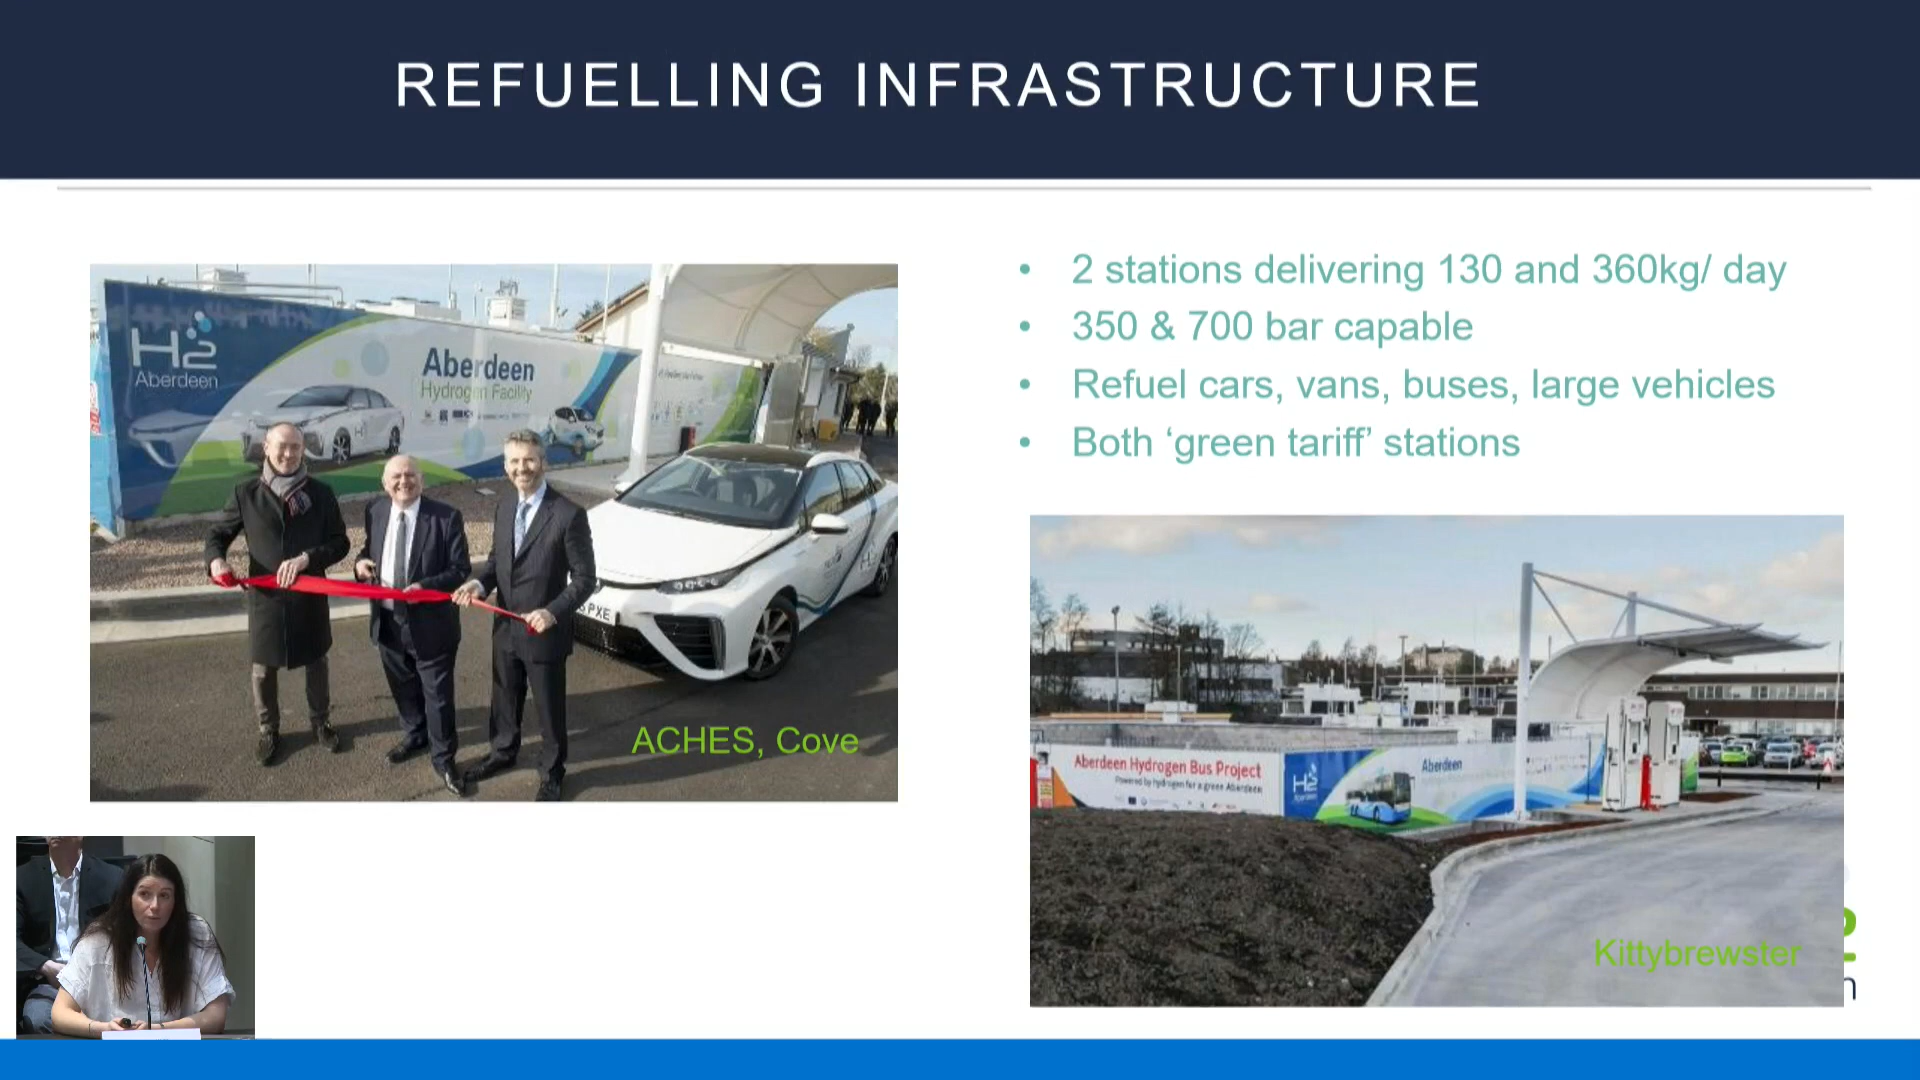 REFUELLING INFRASTRUCTURE
• 2 stations delivering 130 and 360kg/ day
• 350 & 700 bar capable
• Refuel cars, vans, buses, large vehicles
• Both ‘green tariff’ stations
H2
Aberdeen
Aberdeen
Hydrogen Facility
PXE
ACHES, Cove
Aberdeen Hydrogen Bus Project
Powered by hydrogen for a green Aberdeen
H2
Aberdeen
Aberdeen
Kittybrewster